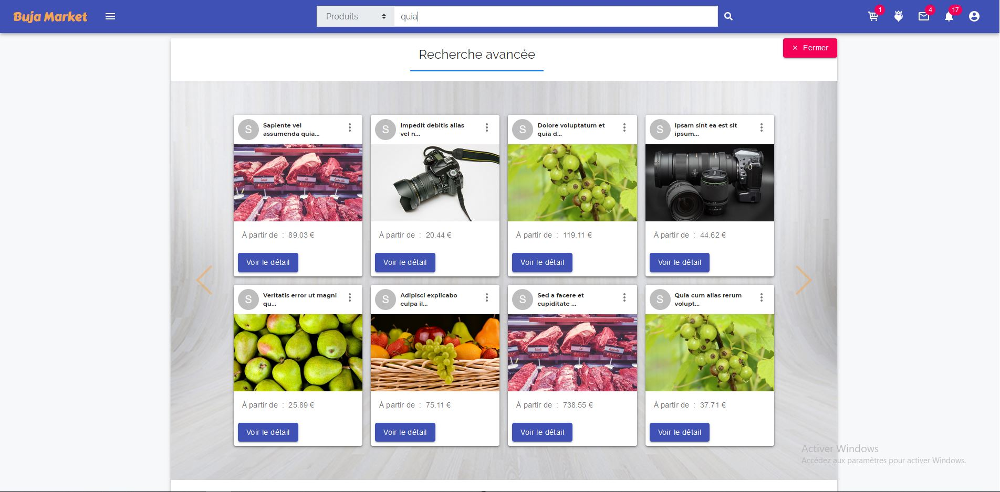 Buja Market
Produits
quia
1
4
17
Recherche avancée
× Fermer
S
Sapiente vel
assumenda quia...
S
Impedit debitis alias
vel n...
S
Dolore voluptatum et
quia d...
S
Ipsam sint ea est sit
ipsum...
À partir de : 89.03 €
À partir de : 20.44 €
À partir de : 119.11 €
À partir de : 44.62 €
Voir le détail
Voir le détail
Voir le détail
Voir le détail
S
Veritatis error ut magni
qu...
S
Adipisci explicabo
culpa il...
S
Sed a facere et
cupiditate ...
S
Quia cum alias rerum
volupt...
À partir de : 25.89 €
À partir de : 75.11 €
À partir de : 738.55 €
À partir de : 37.71 €
Voir le détail
Voir le détail
Voir le détail
Voir le détail
Activer Windows
Accédez aux paramètres pour activer Windows.